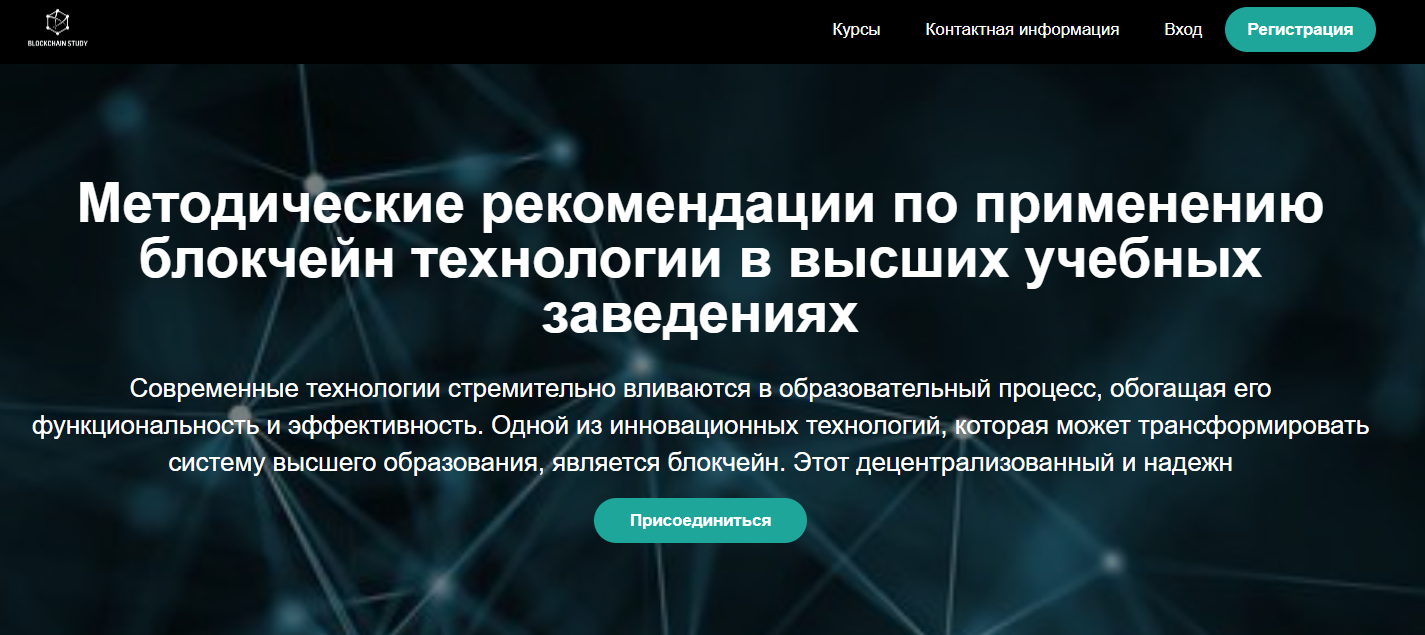 BLOCKCHAIN STUDY
Курсы Контактная информация Вход Регистрация
Методические рекомендации по применению
блокчейн технологии в высших учебных
заведениях
Современные технологии стремительно вливаются в образовательный процесс, обогащая его
функциональность и эффективность. Одной из инновационных технологий, которая может трансформировать
систему высшего образования, является блокчейн. Этот децентрализованный и надежн
Присоединиться